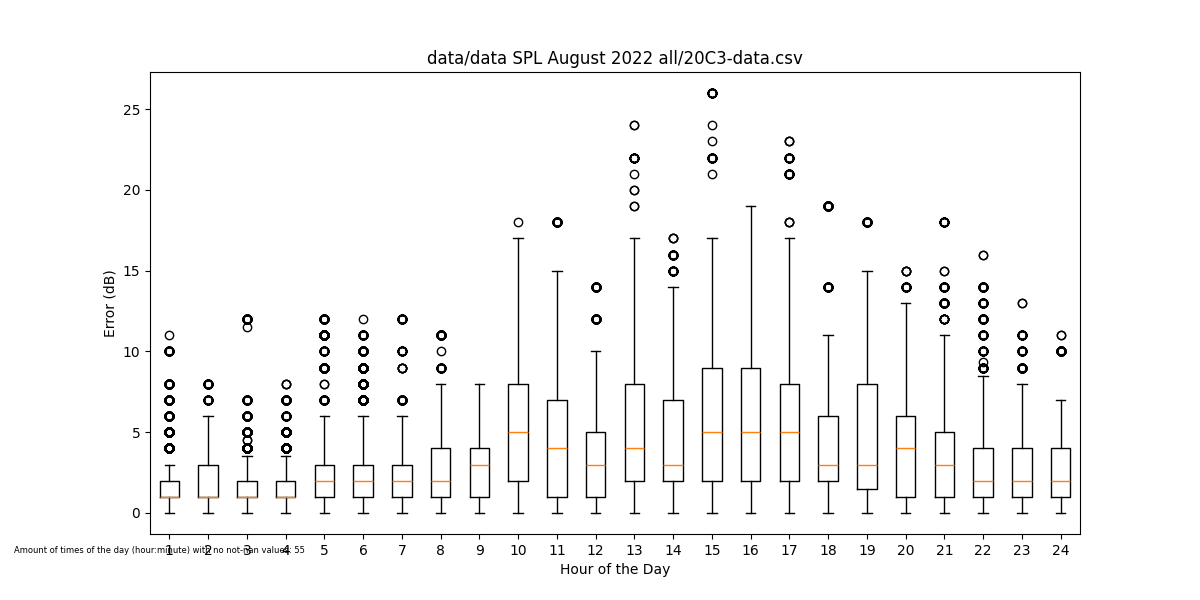 data/data SPL August 2022 all/20C3-data.csv
25
20
15
10
5
0
Error (dB)
1 2 3 4 5 6 7 8 9 10 11 12 13 14 15 16 17 18 19 20 21 22 23 24
Amount of times of the day (hour:minute) with no not-nan values: 55
Hour of the Day